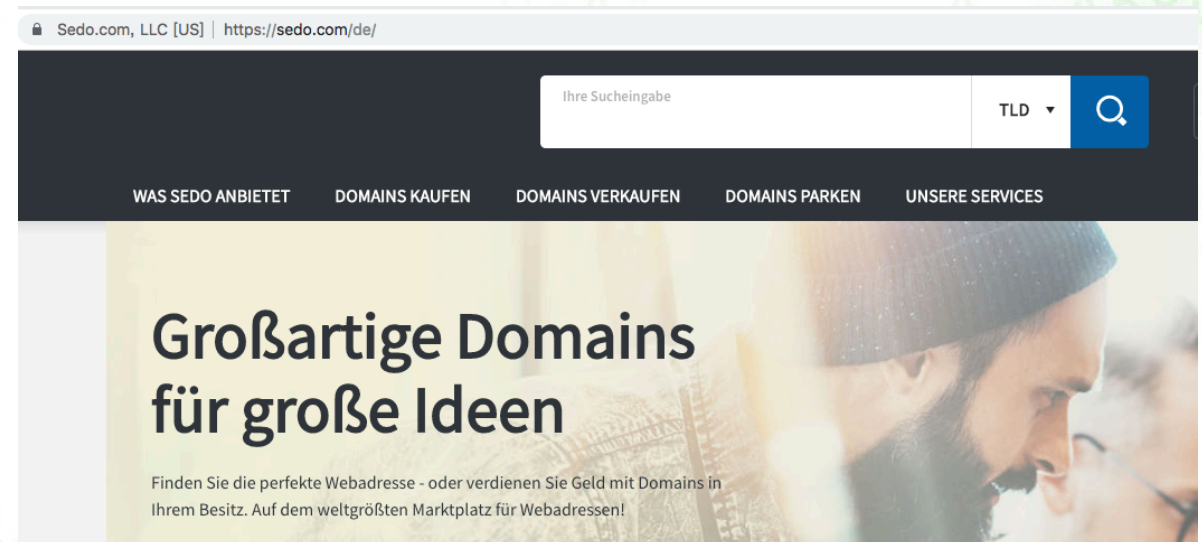 Sedo.com, LLC [US] | https://sedo.com/de/
Ihre Sucheingabe
TLD
WAS SEDO ANBIETET DOMAINS KAUFEN DOMAINS VERKAUFEN DOMAINS PARKEN UNSERE SERVICES
Großartige Domains
für große Ideen
Finden Sie die perfekte Webadresse - oder verdienen Sie Geld mit Domains in
Ihrem Besitz. Auf dem weltgrößten Marktplatz für Webadressen!